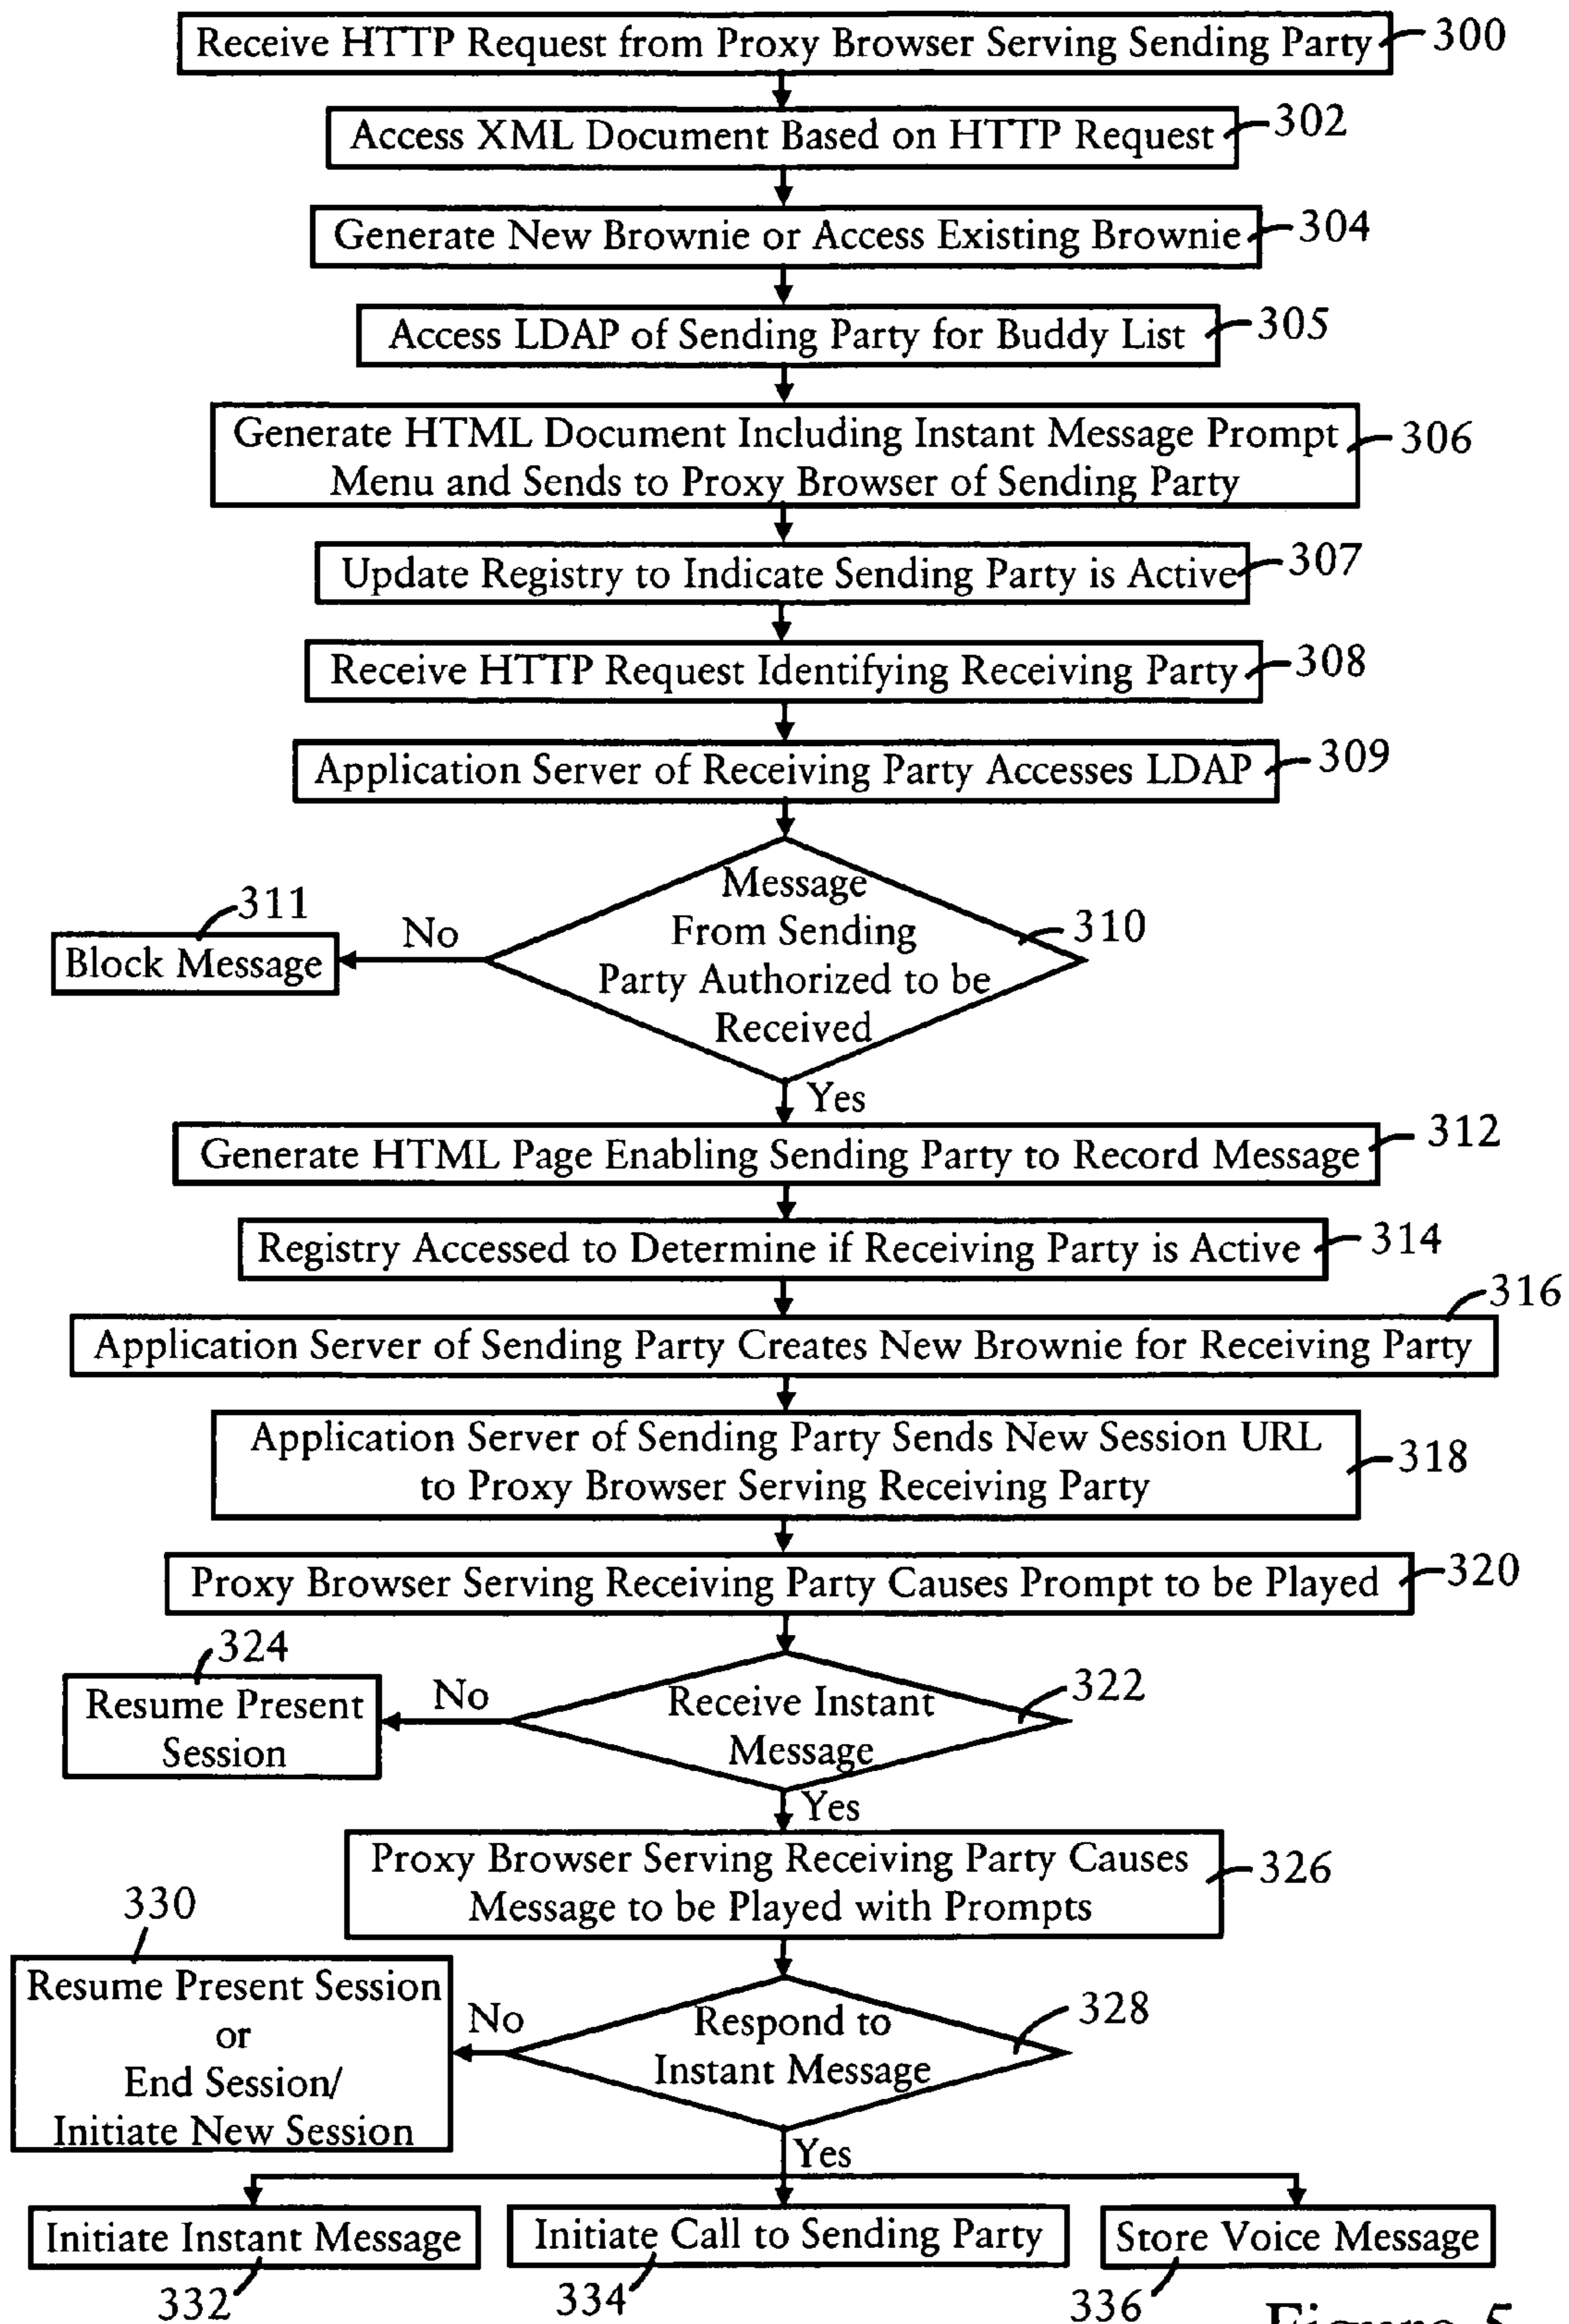 Receive HTTP Request from Proxy Browser Serving Sending Party
300
Access XML Document Based on HTTP Request
302
Generate New Brownie or Access Existing Brownie
304
Access LDAP of Sending Party for Buddy List
305
Generate HTML Document Including Instant Message Prompt
Menu and Sends to Proxy Browser of Sending Party
306
Update Registry to Indicate Sending Party is Active
307
Receive HTTP Request Identifying Receiving Party
308
Application Server of Receiving Party Accesses LDAP
309
Message
From Sending
Party Authorized to be
Received
310
No
311
Block Message
Yes
Generate HTML Page Enabling Sending Party to Record Message
312
Registry Accessed to Determine if Receiving Party is Active
314
316
Application Server of Sending Party Creates New Brownie for Receiving Party
Application Server of Sending Party Sends New Session URL
to Proxy Browser Serving Receiving Party
318
Proxy Browser Serving Receiving Party Causes Prompt to be Played
320
324
Resume Present
Session
No
Receive Instant
Message
322
Yes
Proxy Browser Serving Receiving Party Causes
Message to be Played with Prompts
326
330
Resume Present Session
or
End Session/
Initiate New Session
No
Respond to
Instant Message
328
Yes
Initiate Instant Message
332
Initiate Call to Sending Party
334
Store Voice Message
336
Figure 5